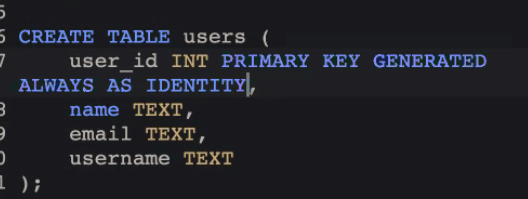 CREATE TABLE users (
user_id INT PRIMARY KEY GENERATED
ALWAYS AS IDENTITY,
name TEXT,
email TEXT,
username TEXT
);